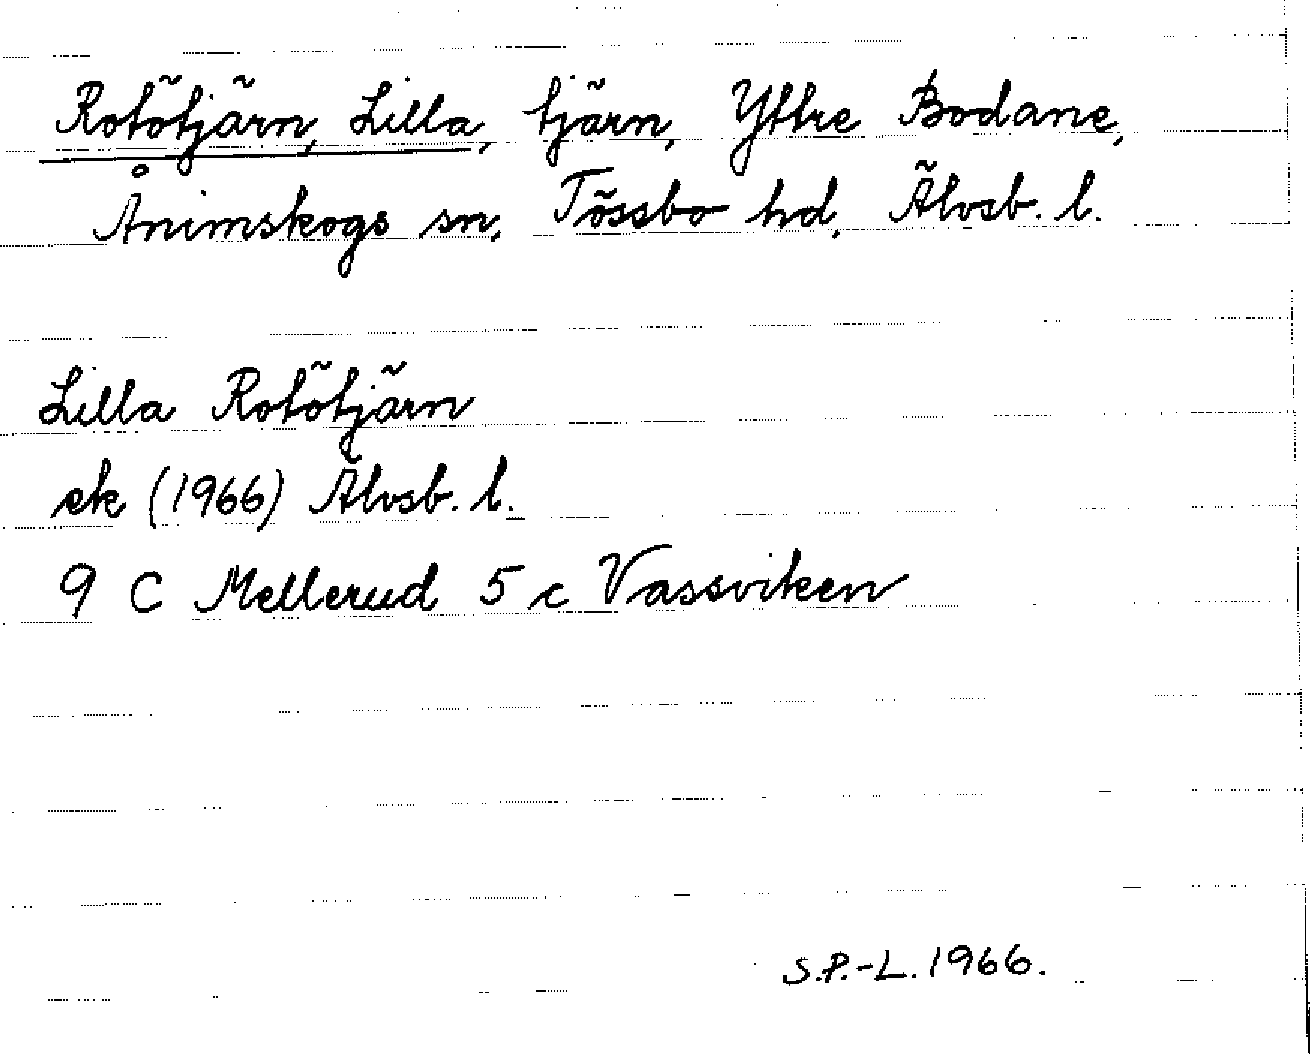 Rotötjärn, Lilla, tjärn, Yttre Bodane,
Ånimskogs sn, Tössbo hd, Älvsb. l.
Lilla Rotötjärn
ek (1966) Älvsb. l.
9 C Mellerud 5 c Vassviken
S.P.-L. 1966.